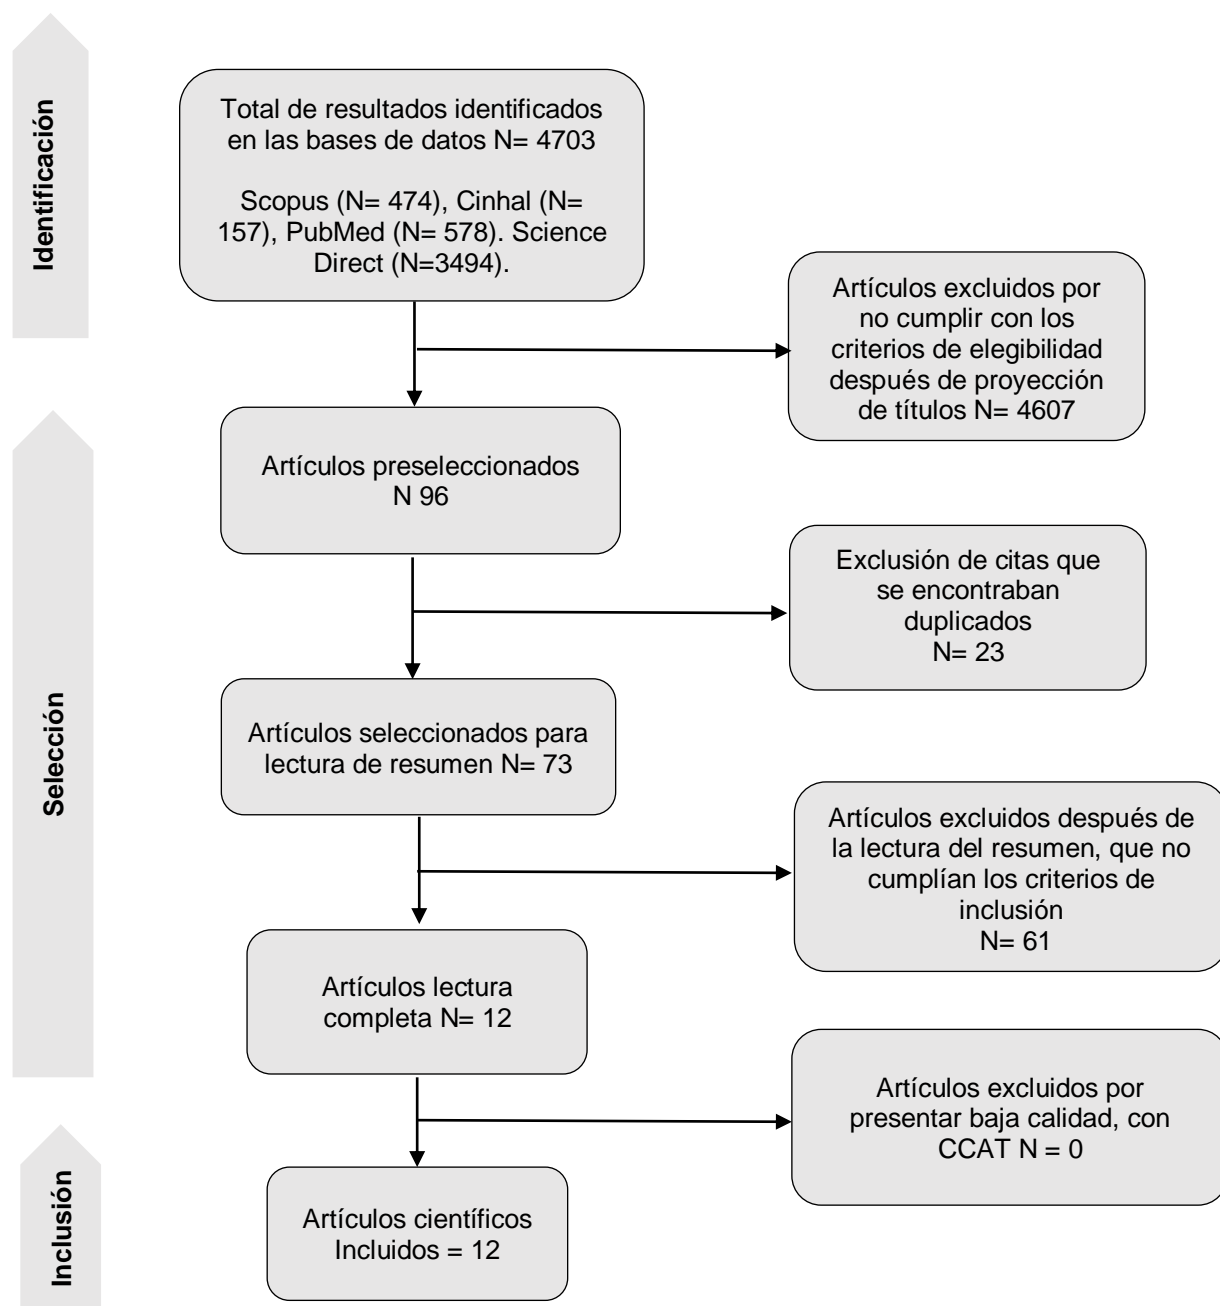 Identificación
Total de resultados identificados
en las bases de datos N= 4703
Scopus (N= 474), Cinhal (N=
157), PubMed (N= 578). Science
Direct (N=3494).
Artículos excluidos por
no cumplir con los
criterios de elegibilidad
después de proyección
de títulos N= 4607
Selección
Artículos preseleccionados
N 96
Exclusión de citas que
se encontraban
duplicados
N= 23
Artículos seleccionados para
lectura de resumen N= 73
Artículos excluidos después de
la lectura del resumen, que no
cumplían los criterios de
inclusión
N= 61
Artículos lectura
completa N= 12
Artículos excluidos por
presentar baja calidad, con
CCAT N = 0
Inclusión
Artículos científicos
Incluidos = 12